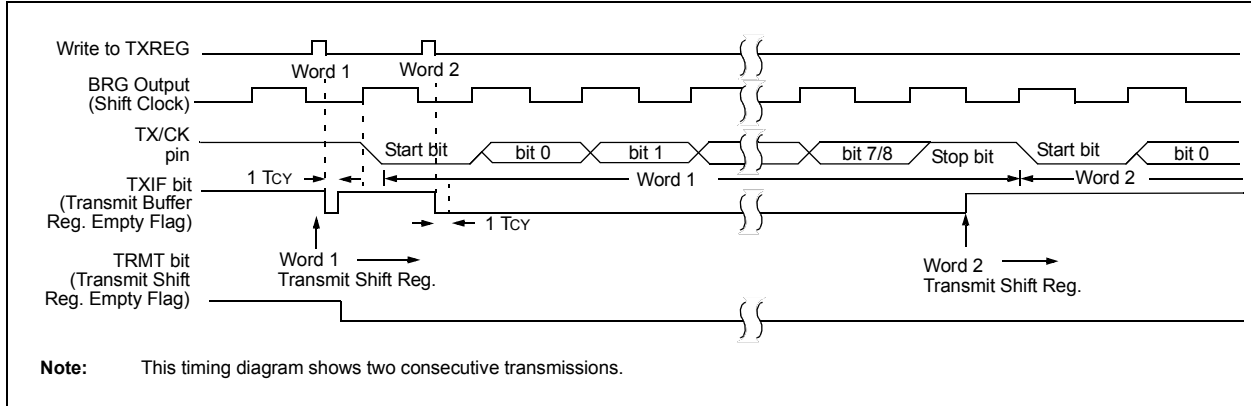 Write to TXREG
Word 1
Word 2
BRG Output
(Shift Clock)
TX/CK
pin
Start bit
bit 0
bit 1
bit 7/8
Stop bit
Start bit
bit 0
1 TCY
Word 1
Word 2
TXIF bit
(Transmit Buffer
Reg. Empty Flag)
1 TCY
Word 1
Transmit Shift Reg.
Word 2
Transmit Shift Reg.
TRMT bit
(Transmit Shift
Reg. Empty Flag)
Note: This timing diagram shows two consecutive transmissions.